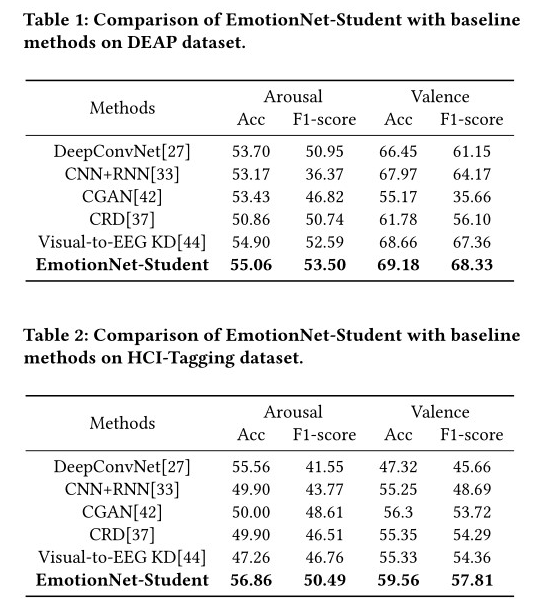 Table 1: Comparison of EmotionNet-Student with baseline
methods on DEAP dataset.
Methods Arousal Valence
Acc F1-score Acc F1-score
DeepConvNet[27] 53.70 50.95 66.45 61.15
CNN+RNN[33] 53.17 36.37 67.97 64.17
CGAN[42] 53.43 46.82 55.17 35.66
CRD[37] 50.86 50.74 61.78 56.10
Visual-to-EEG KD[44] 54.90 52.59 68.66 67.36
EmotionNet-Student 55.06 53.50 69.18 68.33
Table 2: Comparison of EmotionNet-Student with baseline
methods on HCI-Tagging dataset.
Methods Arousal Valence
Acc F1-score Acc F1-score
DeepConvNet[27] 55.56 41.55 47.32 45.66
CNN+RNN[33] 49.90 43.77 55.25 48.69
CGAN[42] 50.00 48.61 56.3 53.72
CRD[37] 49.90 46.51 55.35 54.29
Visual-to-EEG KD[44] 47.26 46.76 55.33 54.36
EmotionNet-Student 56.86 50.49 59.56 57.81